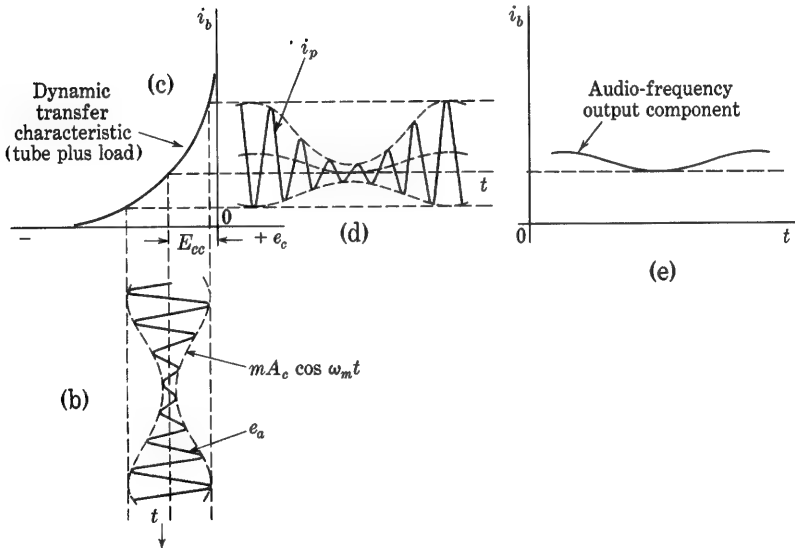 i_b
(c)
Dynamic
transfer
characteristic
(tube plus load)
i_p
t
0
(d)
−
E_cc
+ e_c
i_b
Audio-frequency
output component
0
t
(e)
mA_c cos ω_m t
(b)
e_a
t